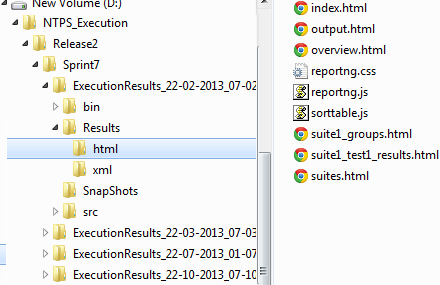 New Volume (D:)
NTPS_Execution
Release2
Sprint7
ExecutionResults_22-02-2013_07-02
bin
Results
html
xml
SnapShots
src
ExecutionResults_22-03-2013_07-03
ExecutionResults_22-07-2013_01-07
ExecutionResults_22-10-2013_07-10
index.html
output.html
overview.html
reportng.css
reportng.js
sorttable.js
suite1_groups.html
suite1_test1_results.html
suites.html